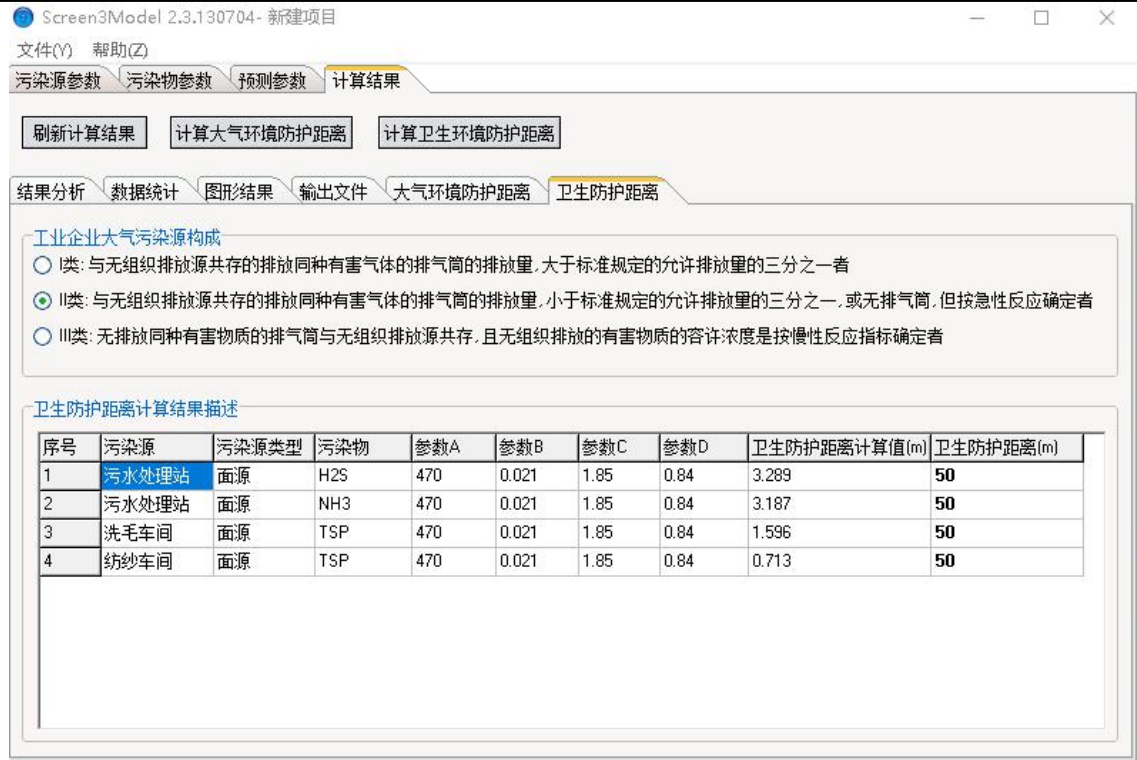 Screen3Model 2.3.130704- 新建项目
文件(Y) 帮助(Z)
污染源参数 污染物参数 预测参数 计算结果
刷新计算结果 计算大气环境防护距离 计算卫生环境防护距离
结果分析 数据统计 图形结果 输出文件 大气环境防护距离 卫生防护距离
工业企业大气污染源构成
I类: 与无组织排放源共存的排放同种有害气体的排气筒的排放量,大于标准规定的允许排放量的三分之一者
II类: 与无组织排放源共存的排放同种有害气体的排气筒的排放量,小于标准规定的允许排放量的三分之一,或无排气筒,但按急性反应确定者
III类: 无排放同种有害物质的排气筒与无组织排放源共存,且无组织排放的有害物质的容许浓度是按慢性反应指标确定者
卫生防护距离计算结果描述
序号 污染源 污染源类型 污染物 参数A 参数B 参数C 参数D 卫生防护距离计算值(m) 卫生防护距离(m)
1 污水处理站 面源 H2S 470 0.021 1.85 0.84 3.289 50
2 污水处理站 面源 NH3 470 0.021 1.85 0.84 3.187 50
3 洗毛车间 面源 TSP 470 0.021 1.85 0.84 1.596 50
4 纺纱车间 面源 TSP 470 0.021 1.85 0.84 0.713 50